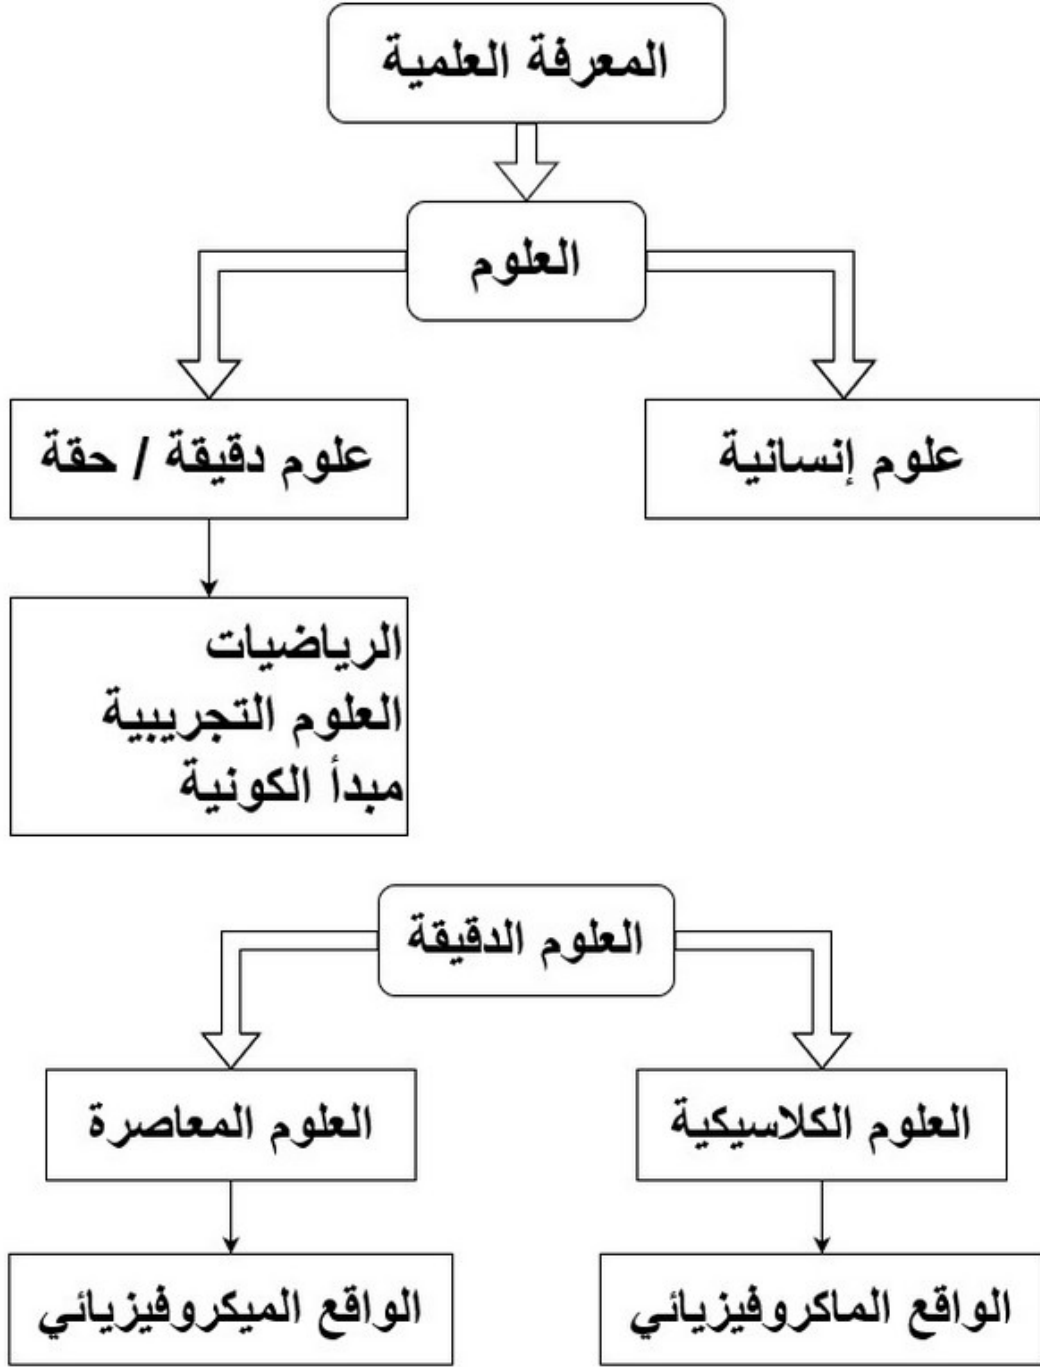 المعرفة العلمية
العلوم
علوم إنسانية
علوم دقيقة / حقة
الرياضيات
العلوم التجريبية
مبدأ الكونية
العلوم الدقيقة
العلوم الكلاسيكية
العلوم المعاصرة
الواقع الماكروفيزيائي
الواقع الميكروفيزيائي